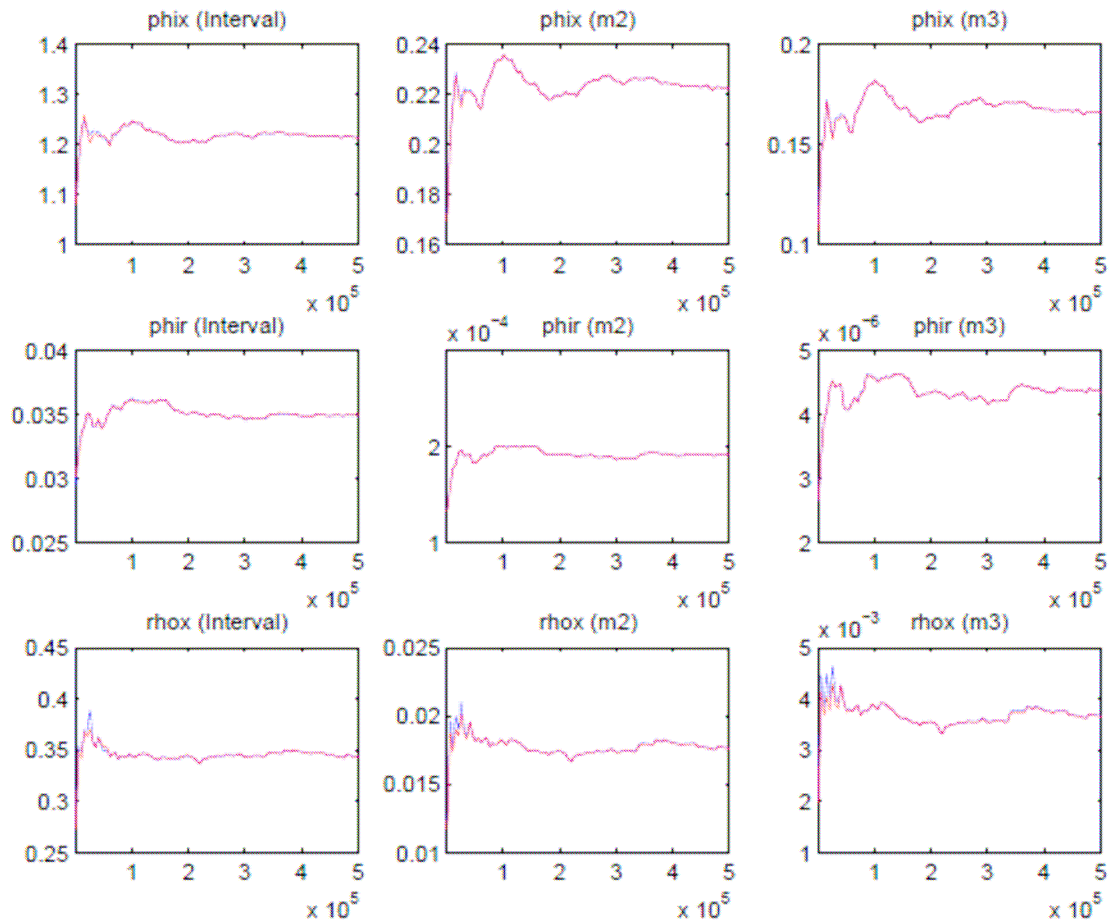 phix (Interval)
phix (m2)
phix (m3)
1.4
1.3
1.2
1.1
1
1 2 3 4 5
x 10^5
0.24
0.22
0.2
0.18
0.16
1 2 3 4 5
x 10^5
0.2
0.15
0.1
1 2 3 4 5
x 10^5
phir (Interval)
x 10^−4 phir (m2)
x 10^−6 phir (m3)
0.04
0.035
0.03
0.025
1 2 3 4 5
x 10^5
2
1
1 2 3 4 5
x 10^5
5
4
3
2
1 2 3 4 5
x 10^5
rhox (Interval)
rhox (m2)
x 10^−3 rhox (m3)
0.45
0.4
0.35
0.3
0.25
1 2 3 4 5
x 10^5
0.025
0.02
0.015
0.01
1 2 3 4 5
x 10^5
5
4
3
2
1
1 2 3 4 5
x 10^5